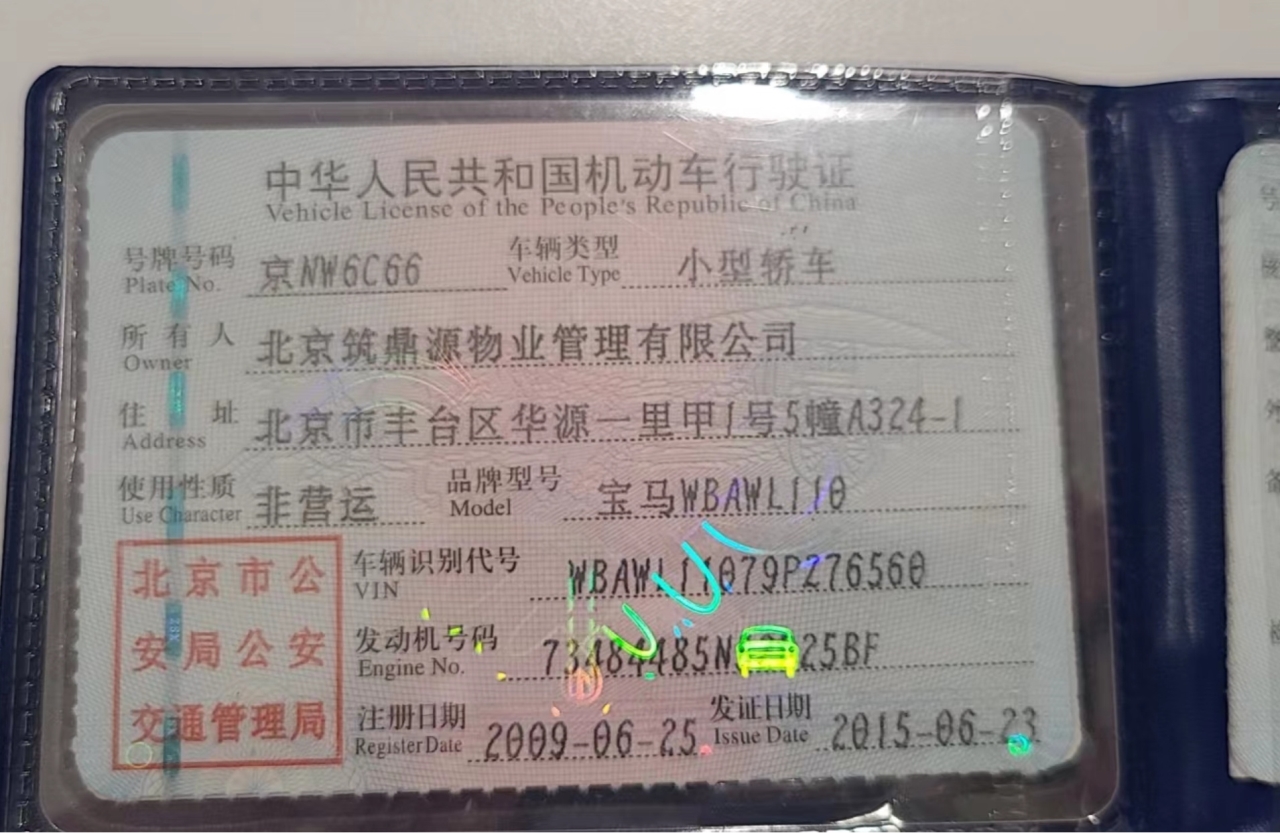 中华人民共和国机动车行驶证
Vehicle License of the People's Republic of China
号牌号码 京NW6C66 车辆类型 小型轿车
Plate No. Vehicle Type
所有人 北京筑鼎源物业管理有限公司
Owner
住址 北京市丰台区华源一里甲1号5幢A324-1
Address
使用性质 非营运 品牌型号 宝马WBAWL110
Use Character Model
北京市公
安局公安
交通管理局
车辆识别代号 WBAWL11079PZ76560
VIN
发动机号码
Engine No.
注册日期 2009-06-25 发证日期 2015-06-23
Register Date Issue Date